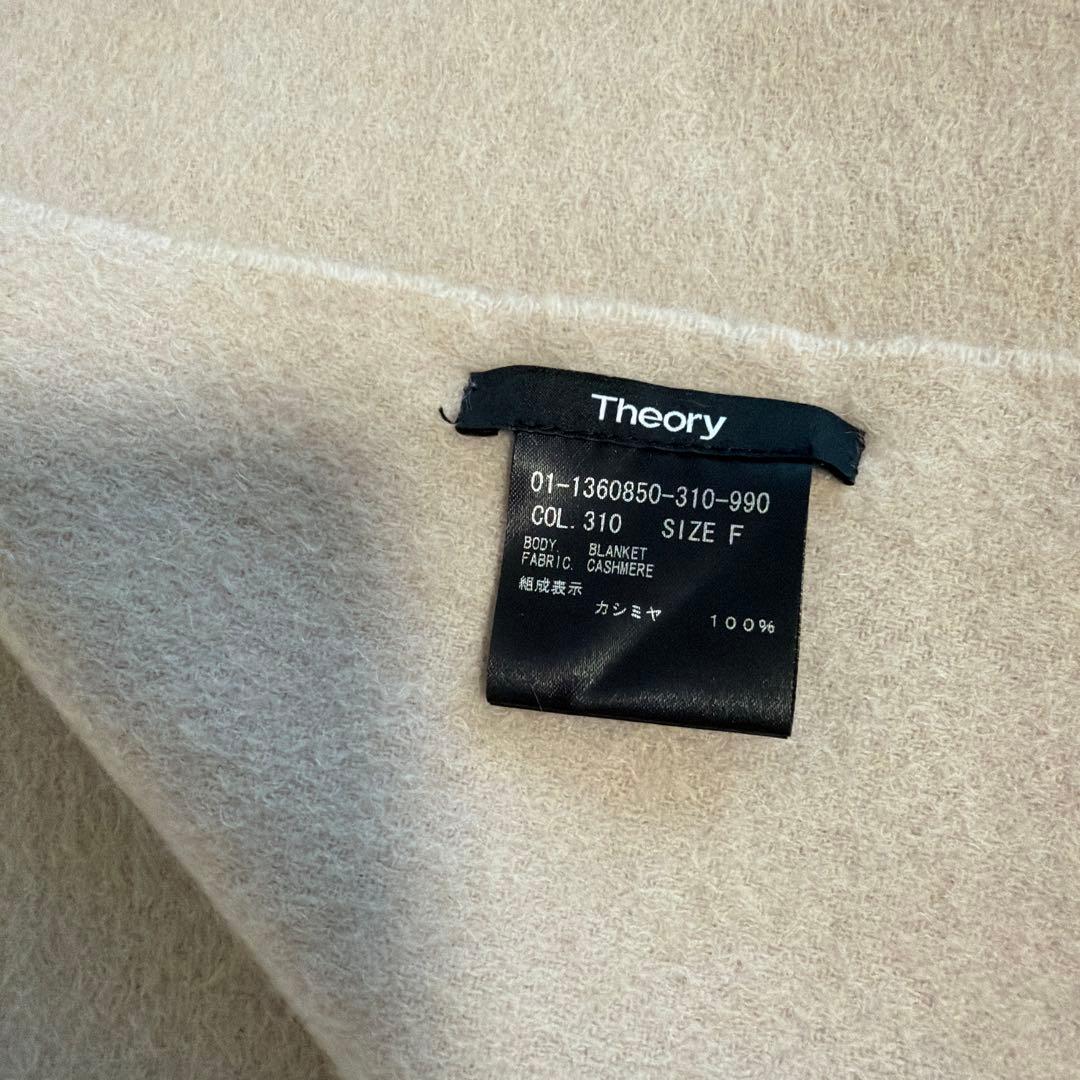 Theory
01-1360850-310-990
COL. 310 SIZE F
BODY. BLANKET
FABRIC. CASHMERE
組成表示
カシミヤ 100%